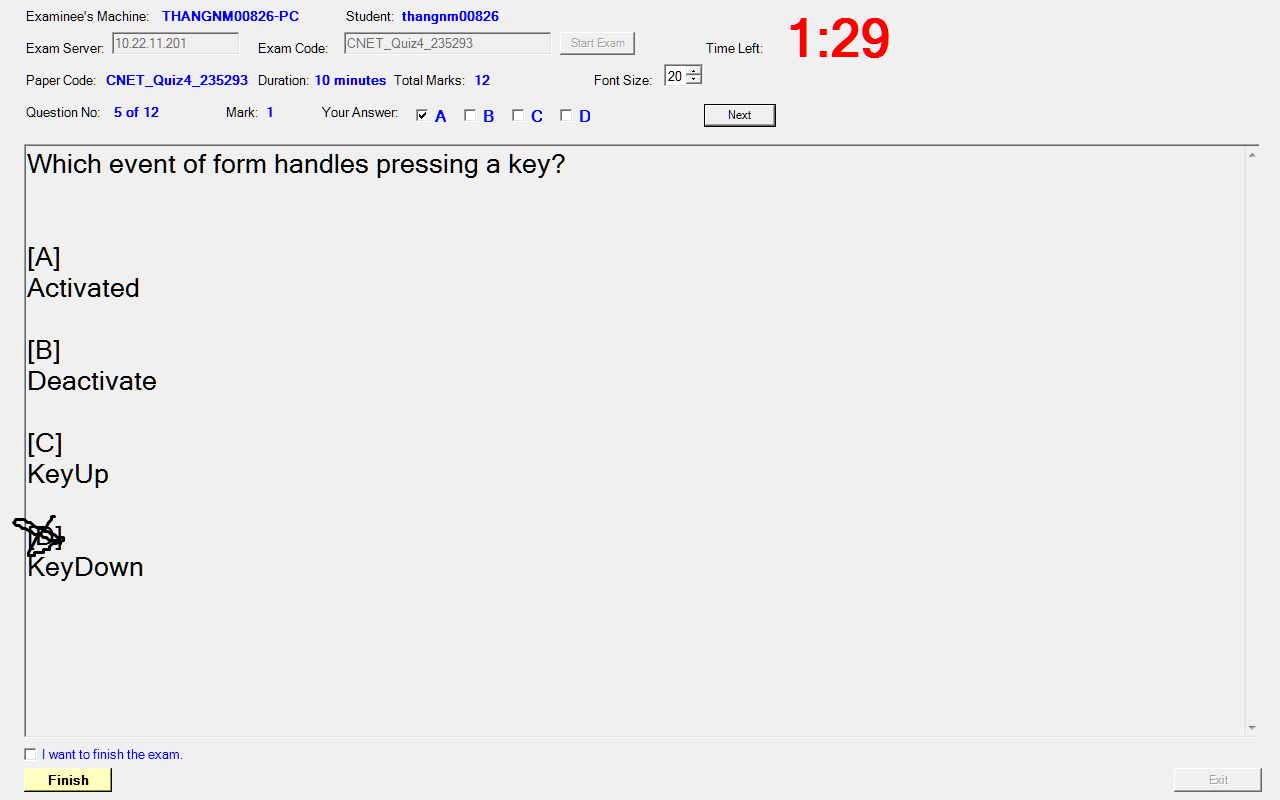 Examinee's Machine: THANGNM00826-PC Student: thangnm00826
Exam Server: 10.22.11.201 Exam Code: CNET_Quiz4_235293 Start Exam Time Left: 1:29
Paper Code: CNET_Quiz4_235293 Duration: 10 minutes Total Marks: 12 Font Size: 20
Question No: 5 of 12 Mark: 1 Your Answer: A B C D Next
Which event of form handles pressing a key?
[A]
Activated
[B]
Deactivate
[C]
KeyUp
[D]
KeyDown
I want to finish the exam.
Finish Exit